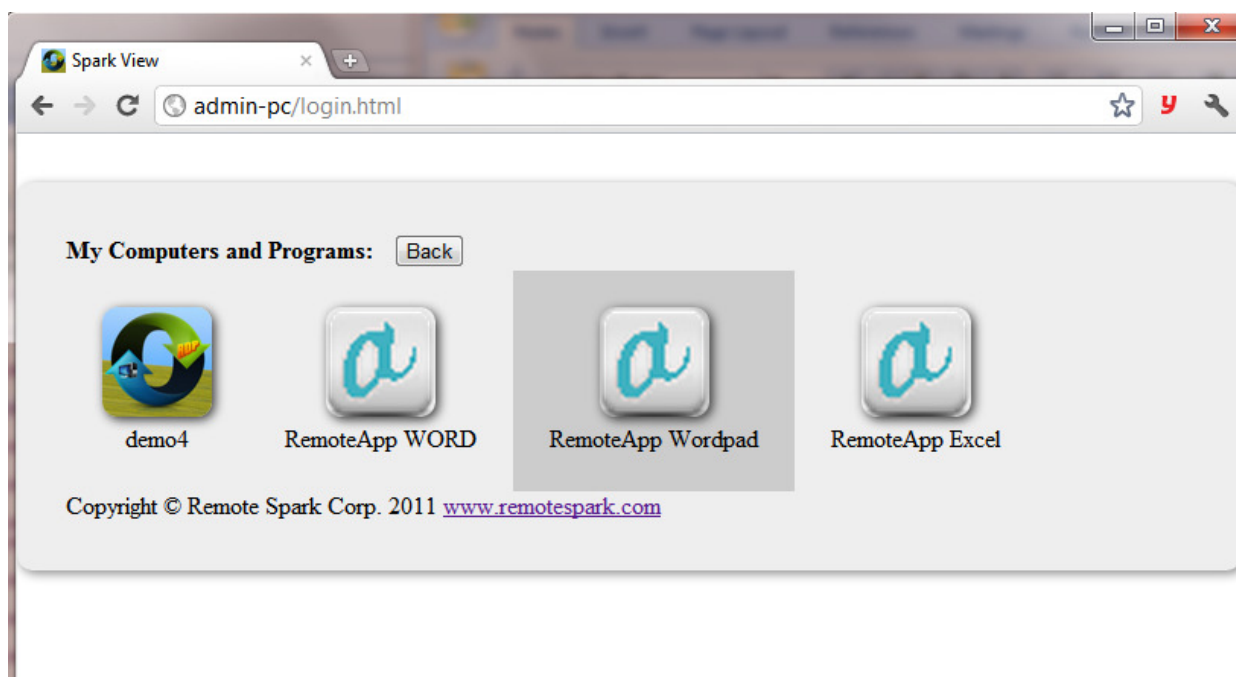 Spark View
admin-pc/login.html
My Computers and Programs: Back
demo4 RemoteApp WORD RemoteApp Wordpad RemoteApp Excel
Copyright © Remote Spark Corp. 2011 www.remotespark.com